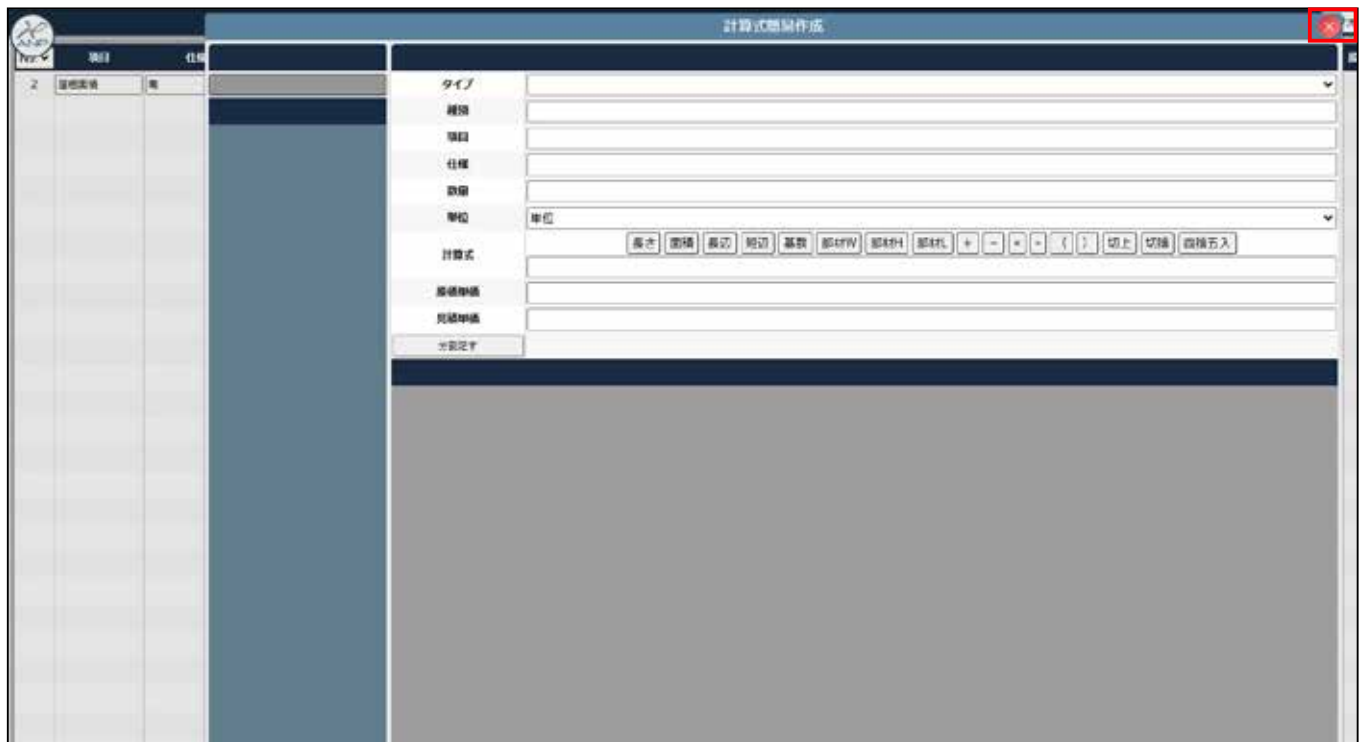 計算式簡易作成
AND
No. 項目 仕様
2 屋根面積 南
タイプ
種別
項目
仕様
数量
単位 単位
長さ 面積 長辺 短辺 基数 部材W 部材H 部材L + - × ÷ ( ) 切上 切捨 四捨五入
計算式
原価単価
見積単価